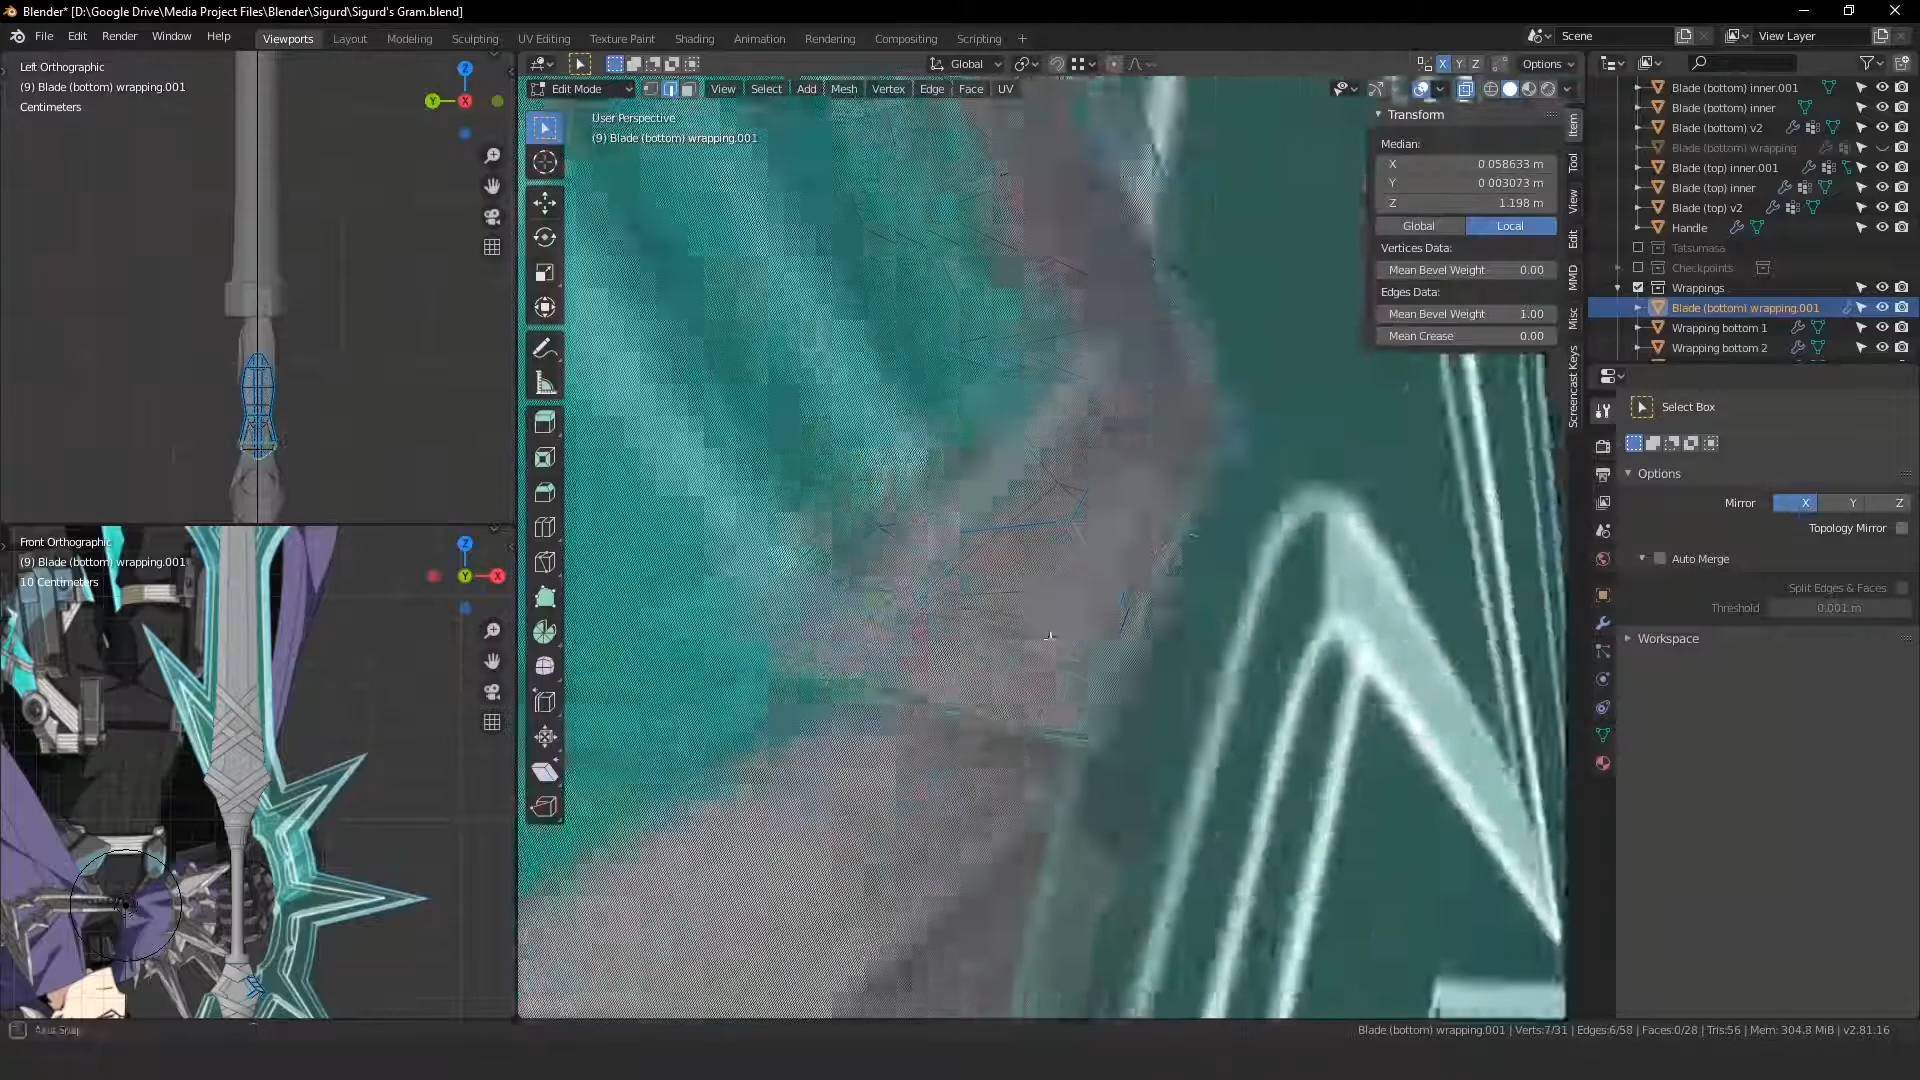 Blender* [D:\Google Drive\Media Project Files\Blender\Sigurd\Sigurd's Gram.blend]
File Edit Render Window Help Viewports Layout Modeling Sculpting UV Editing Texture Paint Shading Animation Rendering Compositing Scripting Scene View Layer
Left Orthographic
(9) Blade (bottom) wrapping.001
Centimeters
Global Options
Edit Mode View Select Add Mesh Vertex Edge Face UV
User Perspective
(9) Blade (bottom) wrapping.001
Transform
Median:
X 0.058633 m
Y 0.003073 m
Z 1.198 m
Global Local
Vertices Data:
Mean Bevel Weight 0.00
Edges Data:
Mean Bevel Weight 1.00
Mean Crease 0.00
Item
Tool
View
Edit
MMD
Misc
Screencast Keys
X Y Z
Blade (bottom) inner.001
Blade (bottom) inner
Blade (bottom) v2
Blade (bottom) wrapping
Blade (top) inner.001
Blade (top) inner
Blade (top) v2
Handle
Tatsumasa
Checkpoints
Wrappings
Blade (bottom) wrapping.001
Wrapping bottom 1
Wrapping bottom 2
Select Box
Options
Mirror X Y Z
Topology Mirror
Auto Merge
Split Edges & Faces
Threshold 0.001 m
Workspace
Z
Y X
Front Orthographic
(9) Blade (bottom) wrapping.001
10 Centimeters
Z
Y X
Axis Snap
Blade (bottom) wrapping.001 | Verts:7/31 | Edges:6/58 | Faces:0/28 | Tris:56 | Mem: 304.8 MiB | v2.81.16